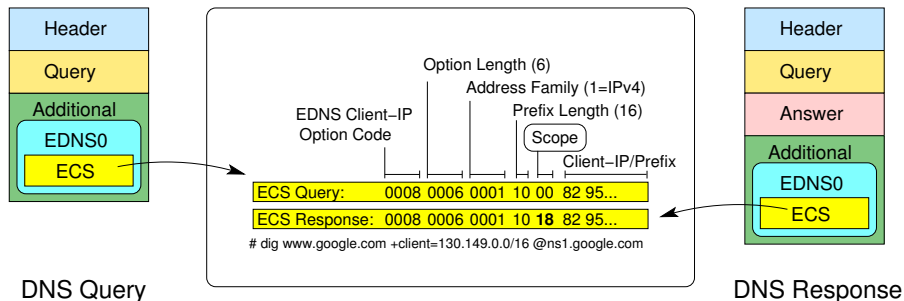 Header
Query
Additional
EDNS0
ECS
DNS Query
Option Length (6)
Address Family (1=IPv4)
EDNS Client−IP
Option Code
Prefix Length (16)
Scope
Client−IP/Prefix
ECS Query: 0008 0006 0001 10 00 82 95...
ECS Response: 0008 0006 0001 10 18 82 95...
# dig www.google.com +client=130.149.0.0/16 @ns1.google.com
Header
Query
Answer
Additional
EDNS0
ECS
DNS Response